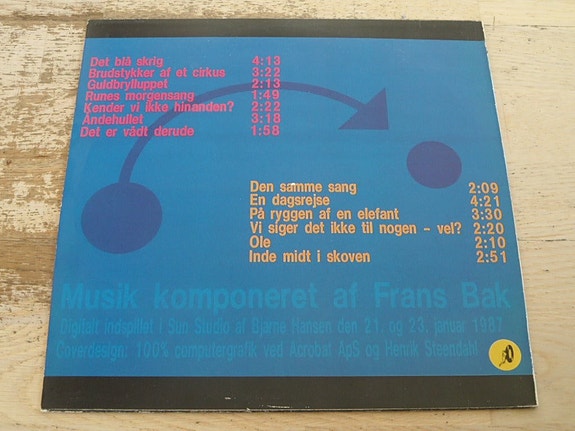 Det blå skrig 4:13
Brudstykker af et cirkus 3:22
Guldbrylluppet 2:13
Runes morgensang 1:49
Kender vi ikke hinanden? 2:22
Åndehullet 3:18
Det er vådt derude 1:58
Den samme sang 2:09
En dagsrejse 4:21
På ryggen af en elefant 3:30
Vi siger det ikke til nogen – vel? 2:20
Ole 2:10
Inde midt i skoven 2:51
Musik komponeret af Frans Bak
Digitalt indspillet i Sun Studio af Bjarne Hansen den 21. og 23. januar 1987
Coverdesign: 100% computergrafik ved Acrobat ApS og Henrik Steendahl